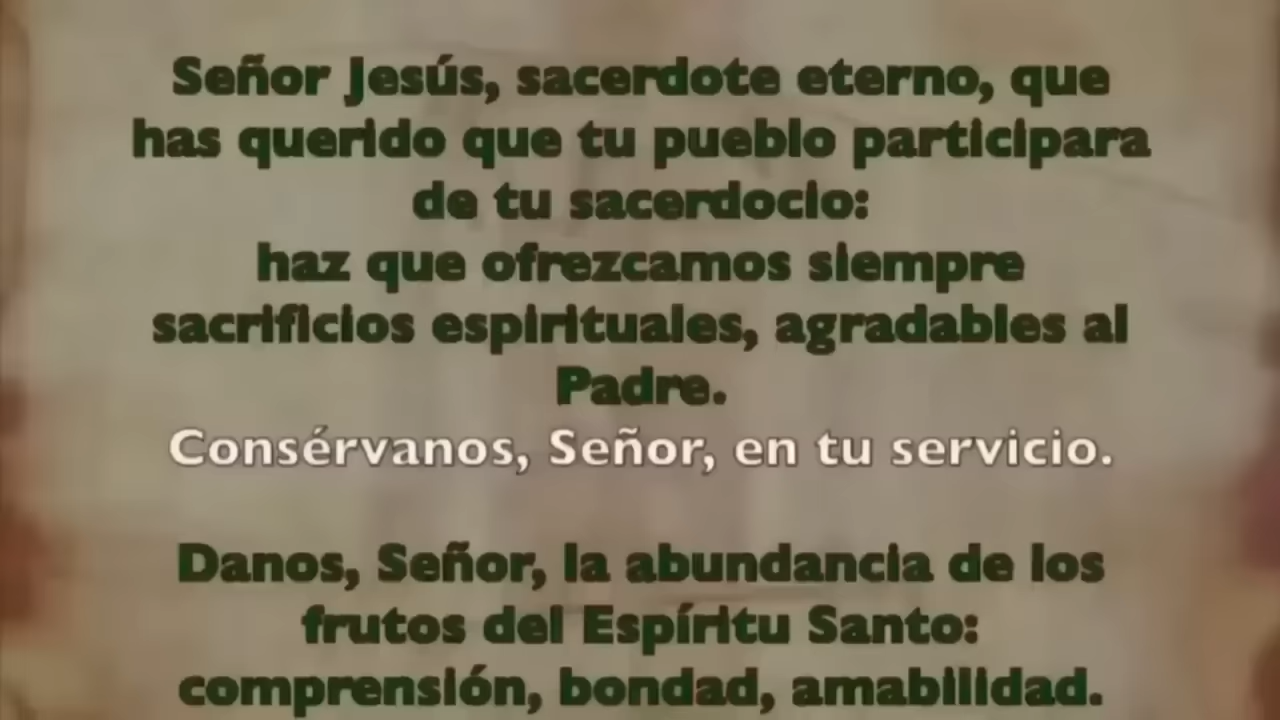 Señor Jesús, sacerdote eterno, que
has querido que tu pueblo participara
de tu sacerdocio:
haz que ofrezcamos siempre
sacrificios espirituales, agradables al
Padre.
Consérvanos, Señor, en tu servicio.
Danos, Señor, la abundancia de los
frutos del Espíritu Santo:
comprensión, bondad, amabilidad.